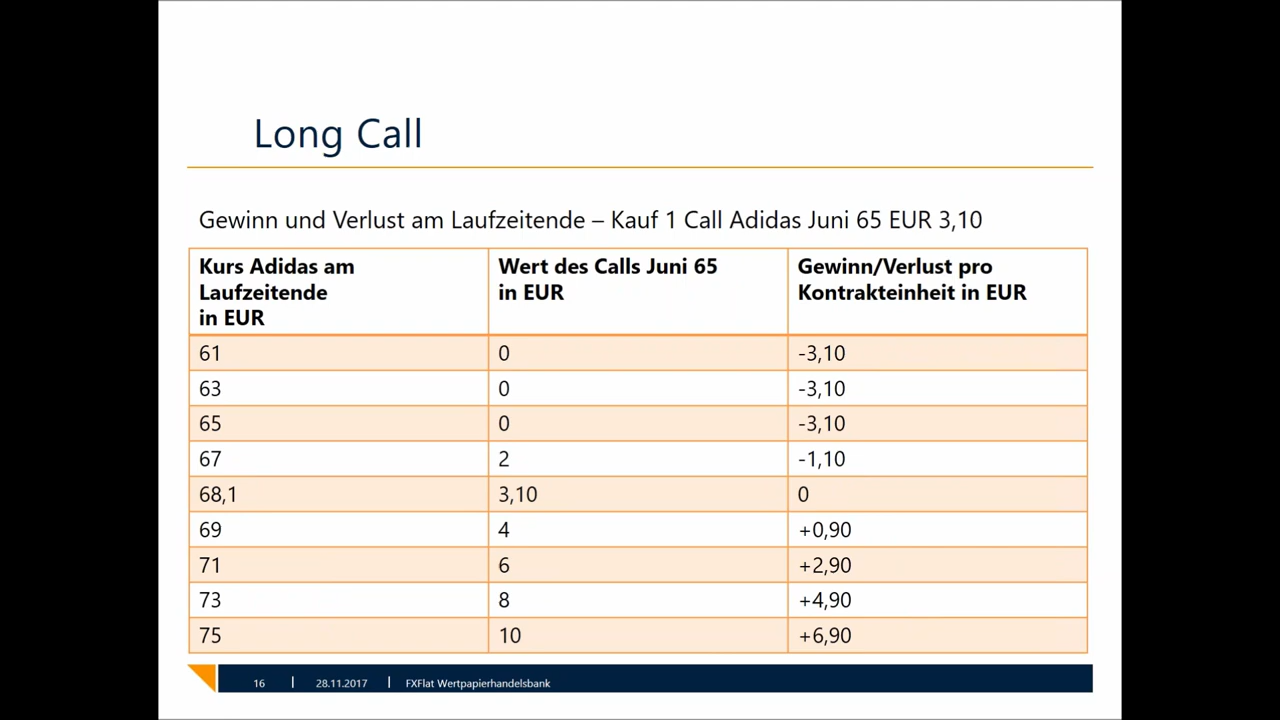 Long Call
Gewinn und Verlust am Laufzeitende – Kauf 1 Call Adidas Juni 65 EUR 3,10
Kurs Adidas am
Laufzeitende
in EUR
Wert des Calls Juni 65
in EUR
Gewinn/Verlust pro
Kontrakteinheit in EUR
61 0 -3,10
63 0 -3,10
65 0 -3,10
67 2 -1,10
68,1 3,10 0
69 4 +0,90
71 6 +2,90
73 8 +4,90
75 10 +6,90
16 | 28.11.2017 | FXFlat Wertpapierhandelsbank